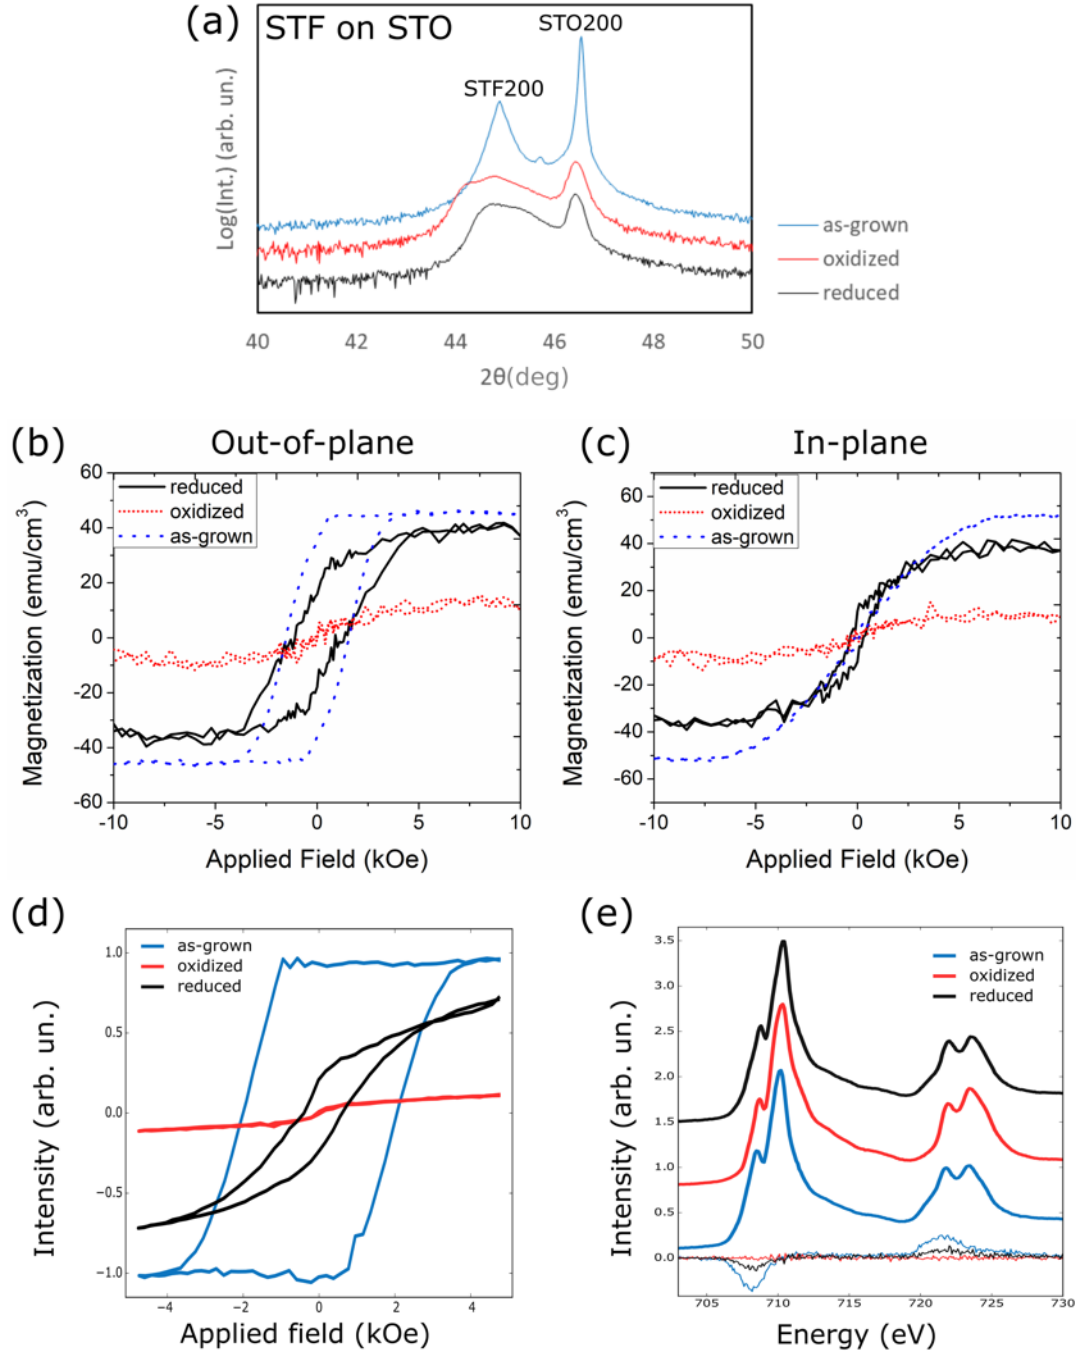 (a) STF on STO
STO200
STF200
Log(Int.) (arb. un.)
as-grown
oxidized
reduced
40 42 44 46 48 50
2θ(deg)
(b) Out-of-plane
60
40
20
0
-20
-40
-60
reduced
oxidized
as-grown
Magnetization (emu/cm³)
-10 -5 0 5 10
Applied Field (kOe)
(c) In-plane
60
40
20
0
-20
-40
-60
reduced
oxidized
as-grown
Magnetization (emu/cm³)
-10 -5 0 5 10
Applied Field (kOe)
(d)
as-grown
oxidized
reduced
1.0
0.5
0.0
−0.5
−1.0
Intensity (arb. un.)
−4 −2 0 2 4
Applied field (kOe)
(e)
3.5
3.0
2.5
2.0
1.5
1.0
0.5
0.0
as-grown
oxidized
reduced
Intensity (arb. un.)
705 710 715 720 725 730
Energy (eV)